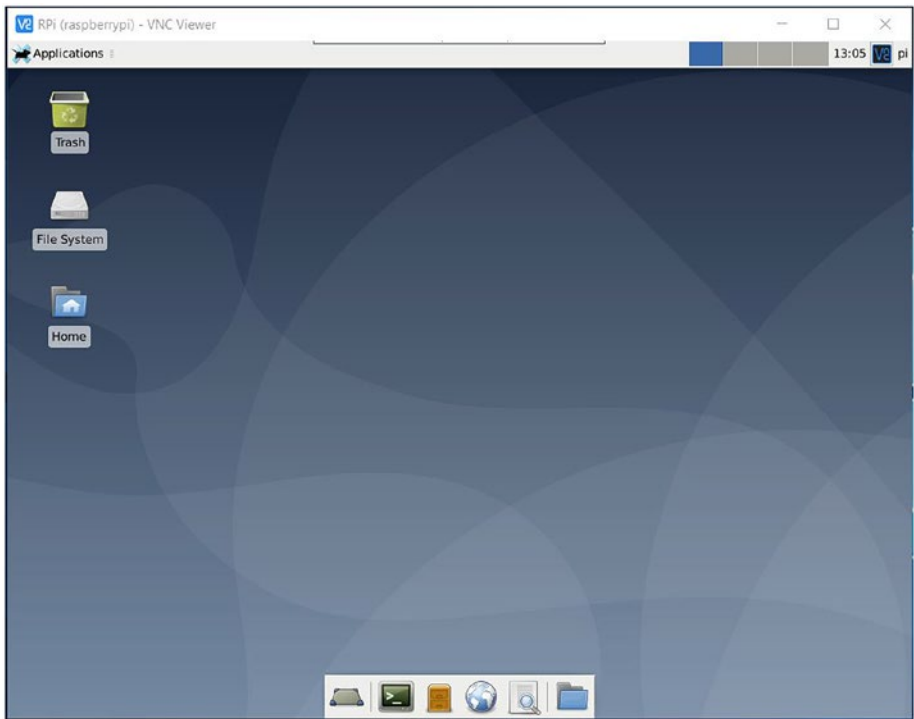 RPi (raspberrypi) - VNC Viewer
Applications 13:05 pi
Trash
File System
Home